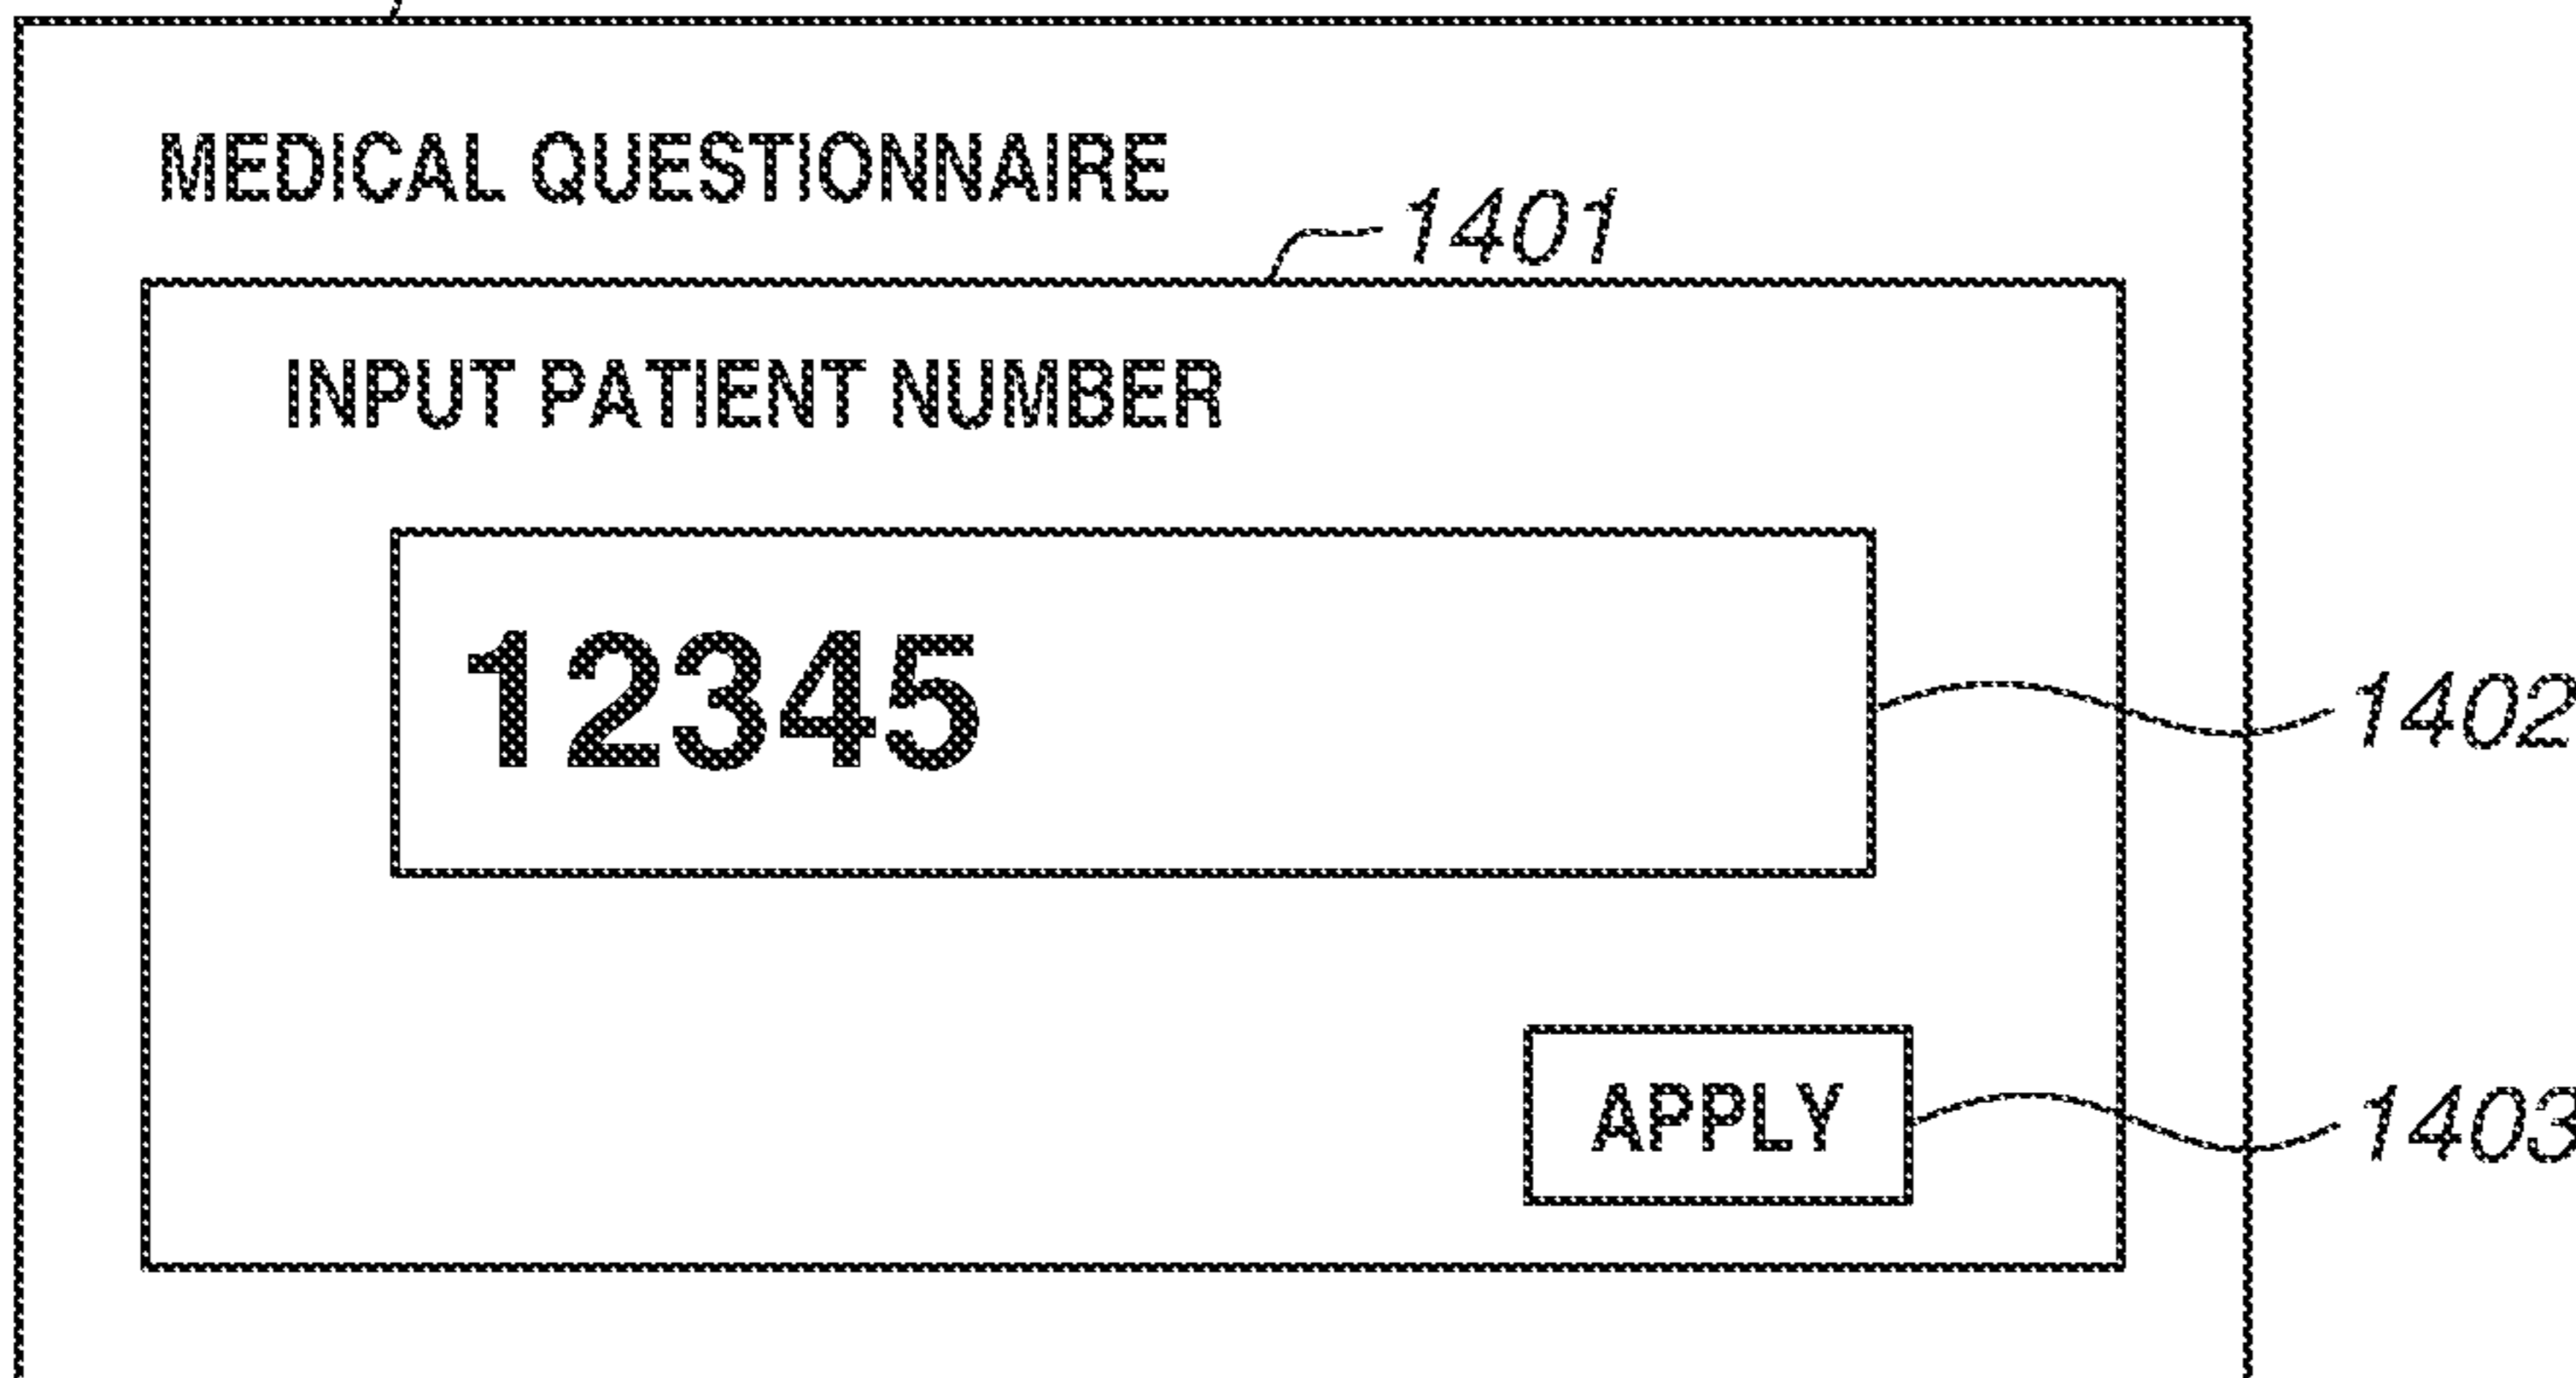 MEDICAL QUESTIONNAIRE
1401
INPUT PATIENT NUMBER
12345
1402
APPLY
1403